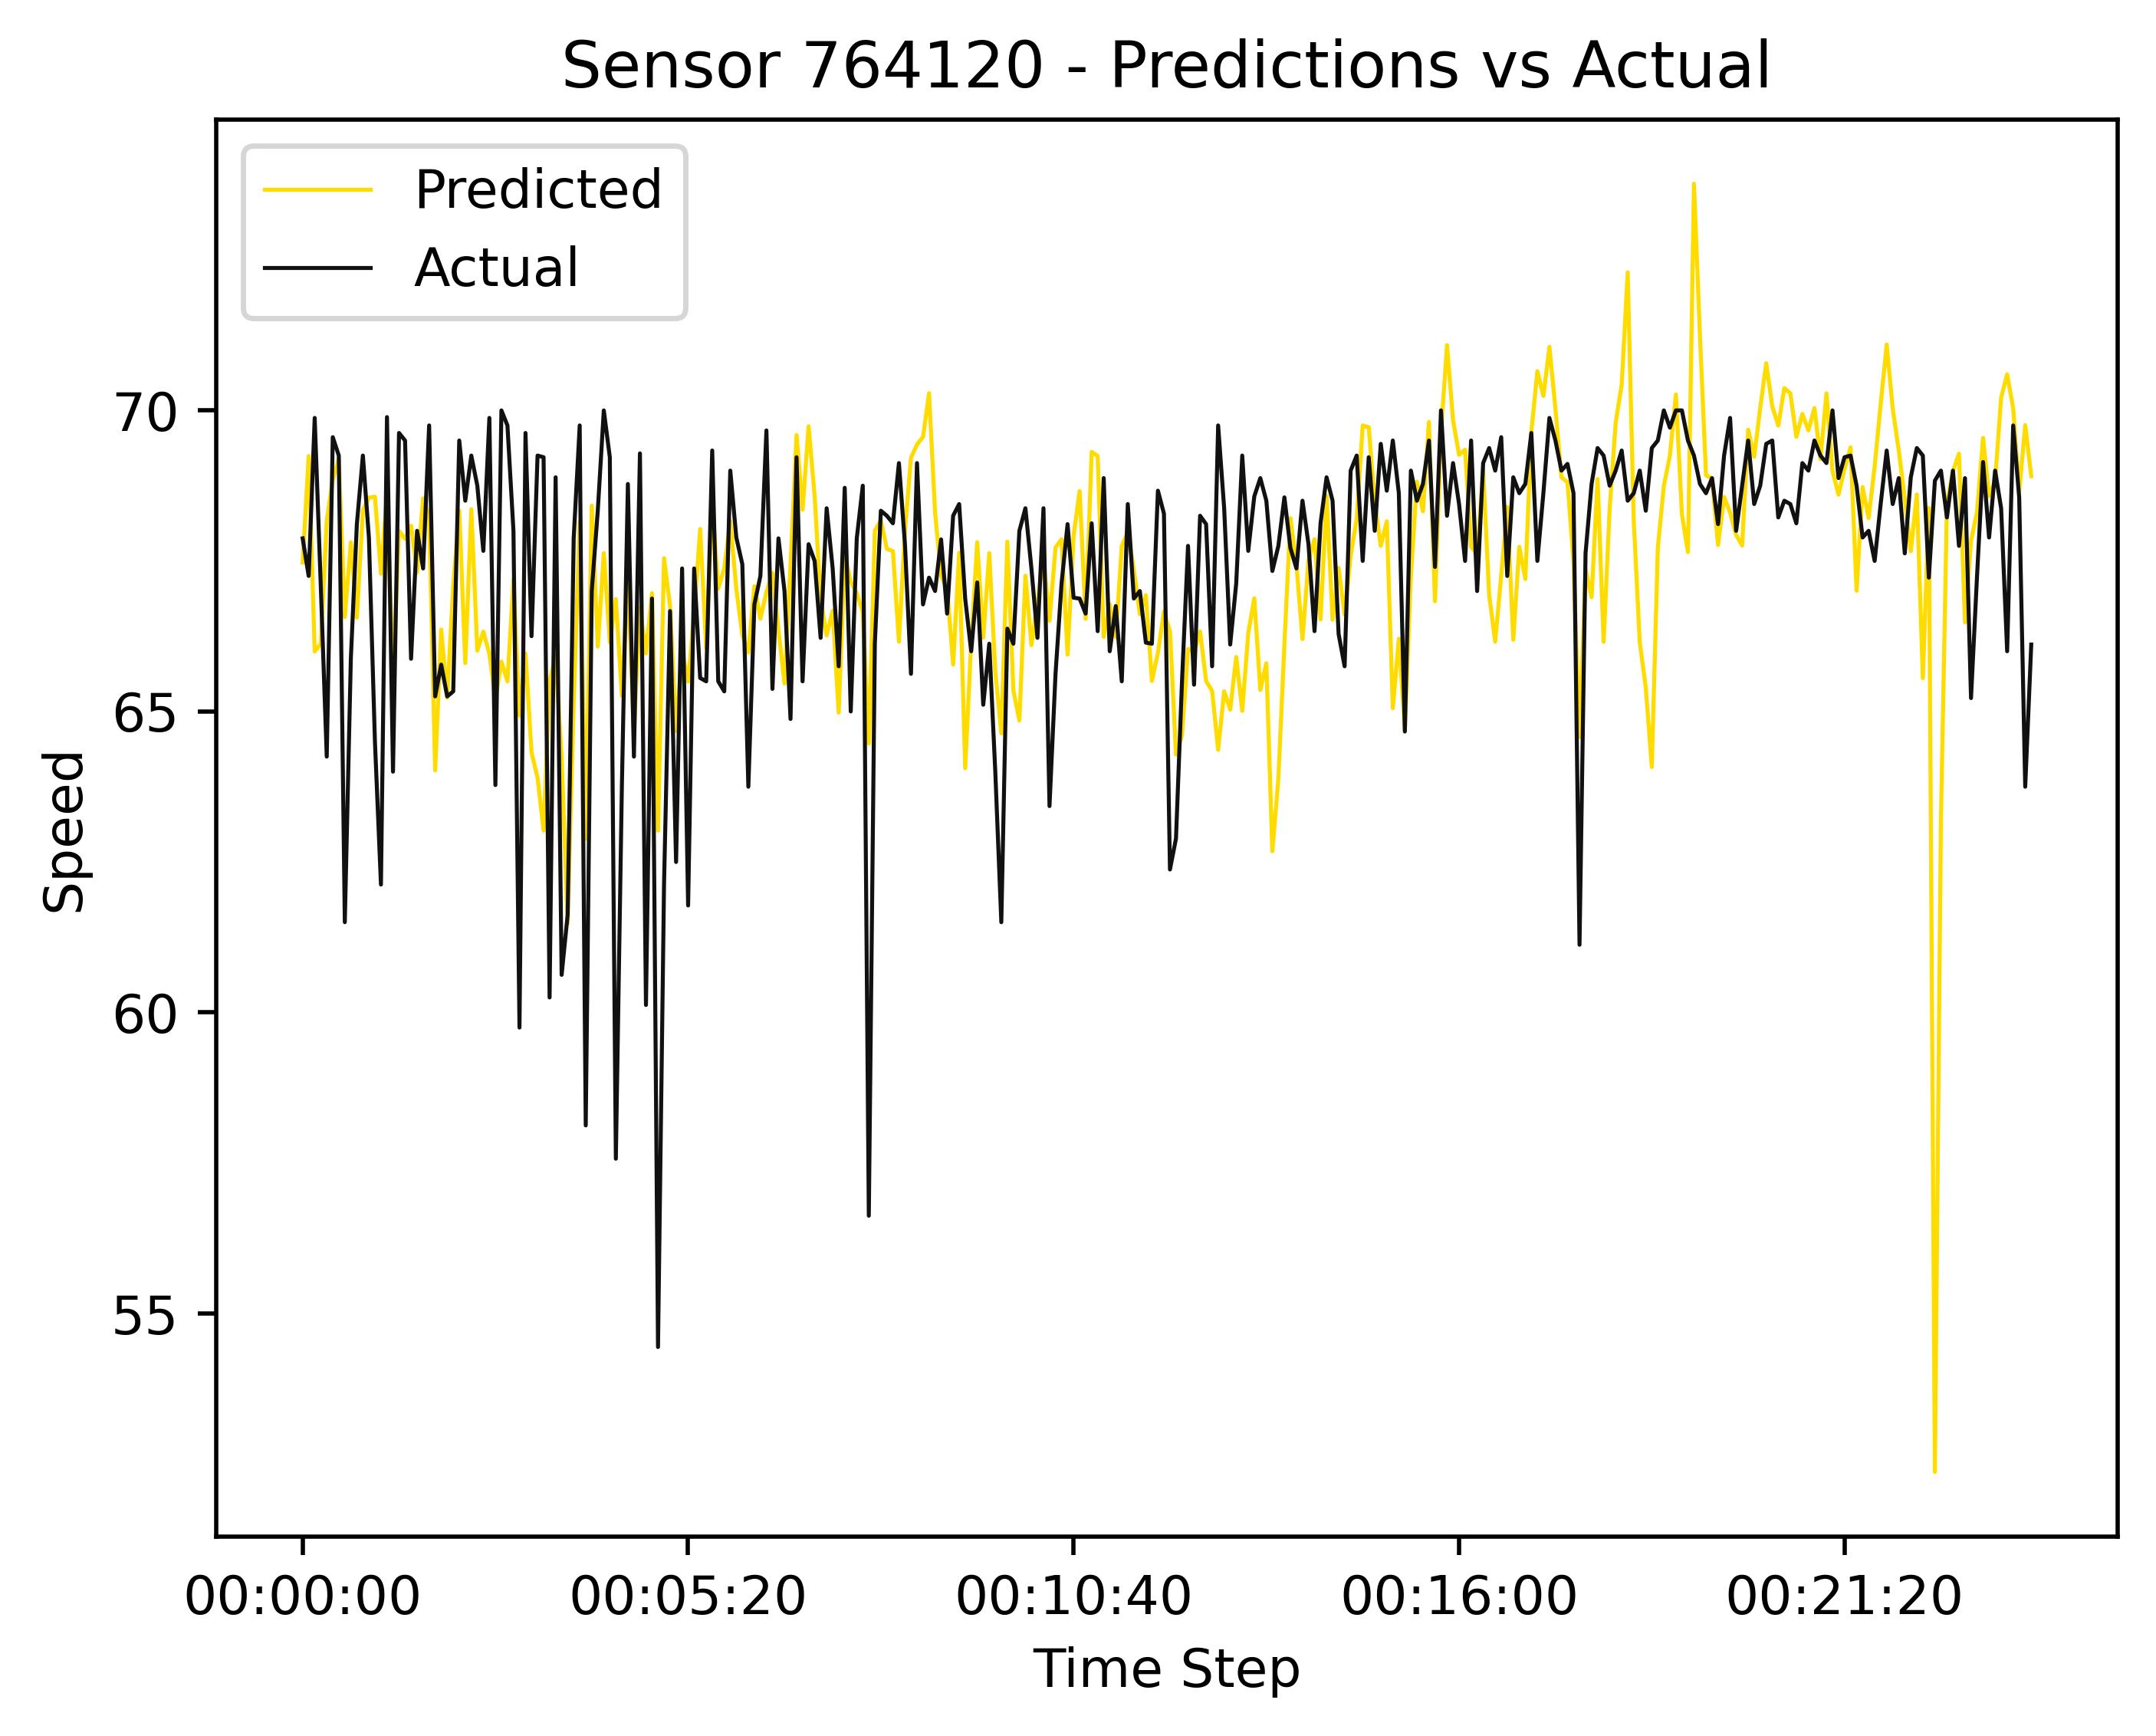 Sensor 764120 - Predictions vs Actual
Predicted
Actual
70
65
60
55
Speed
00:00:00
00:05:20
00:10:40
00:16:00
00:21:20
Time Step